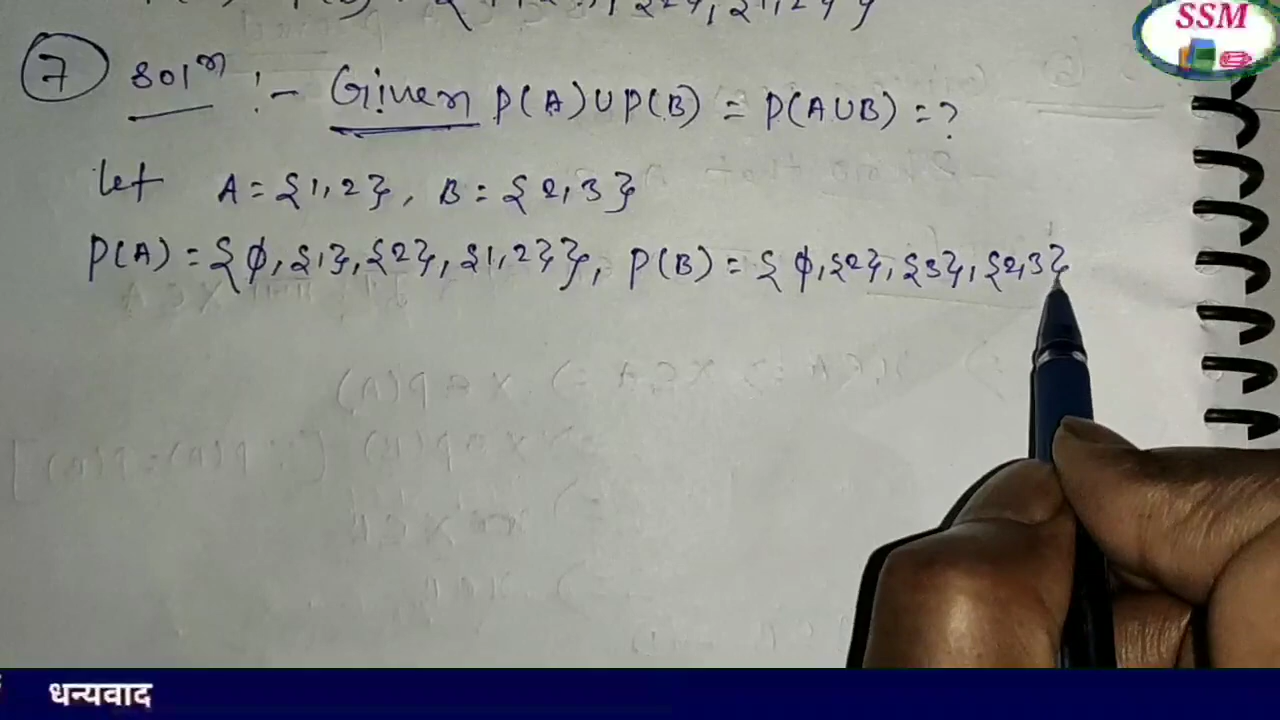 SSM
7 Solⁿ :- Given P(A)∪P(B) = P(A∪B) = ?
Let A = {1,2}, B = {2,3}
P(A) = {φ, {1}, {2}, {1,2}}, P(B) = {φ, {2}, {3}, {2,3}
धन्यवाद